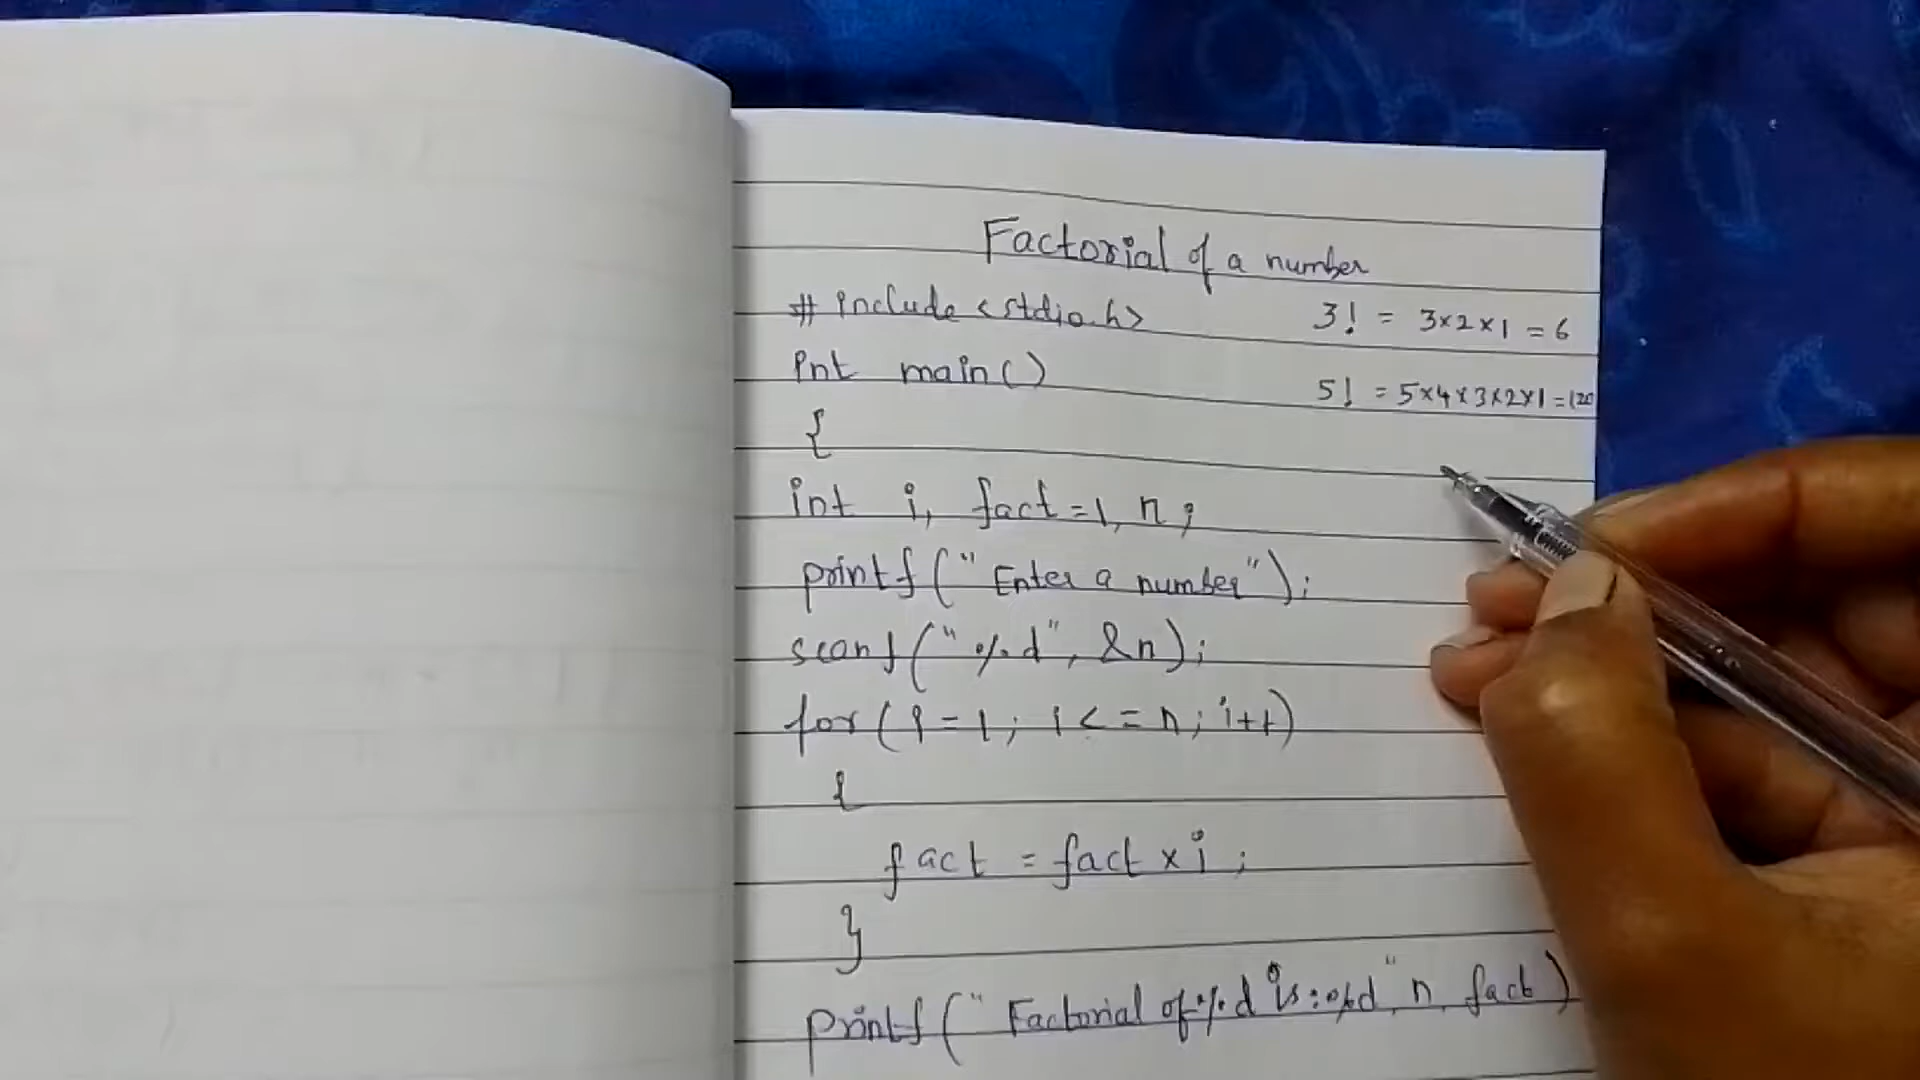 Factorial of a number
# include <stdio.h>
3! = 3×2×1 = 6
int main()
5! = 5×4×3×2×1=120
{
int i, fact=1, n;
printf("Enter a number");
scanf("%d", &n);
for(i=1; i<=n; i++)
{
fact = fact × i;
}
printf("Factorial of %d is:%d", n, fact)